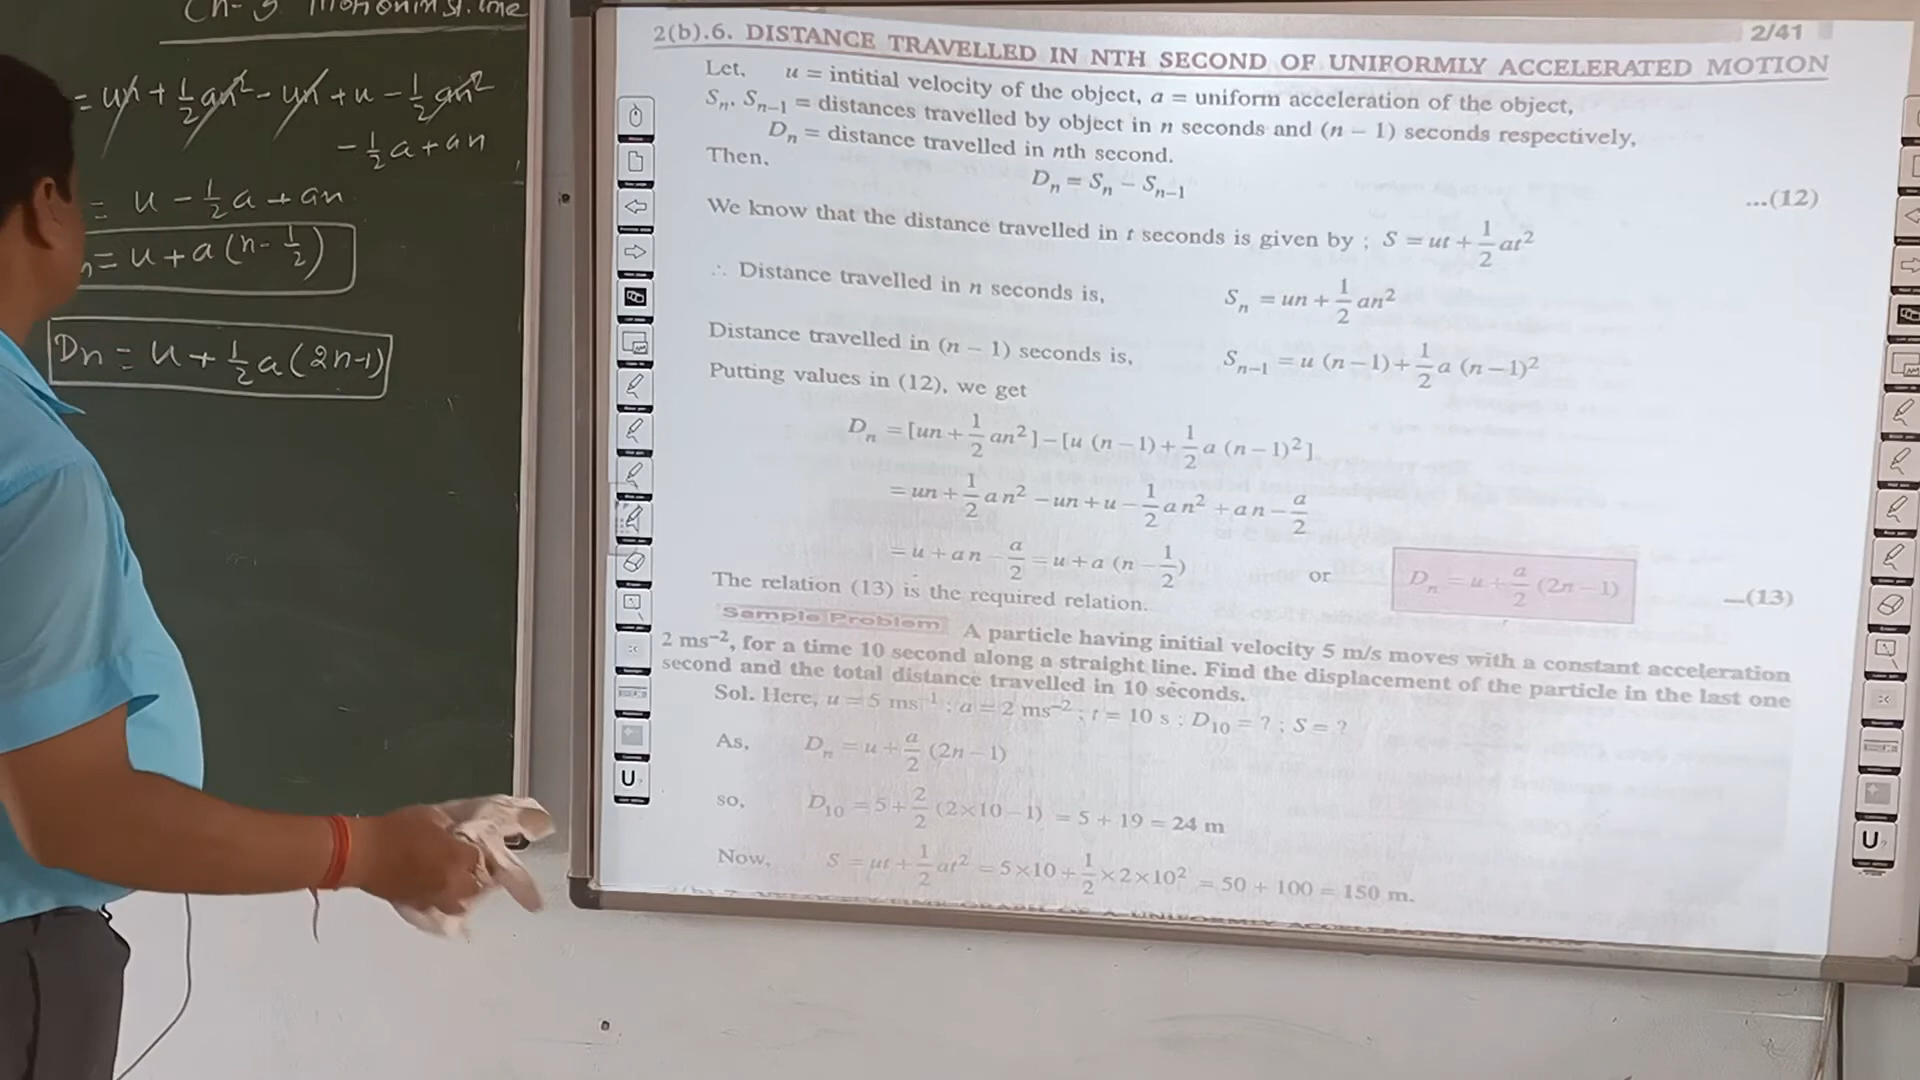 = un + 1/2 an² - un + u - 1/2 an²
- 1/2 a + an
= u - 1/2 a + an
= u + a (n - 1/2)
Dn = u + 1/2 a (2n-1)
2(b).6. DISTANCE TRAVELLED IN NTH SECOND OF UNIFORMLY ACCELERATED MOTION
2/41
Let, u = intitial velocity of the object, a = uniform acceleration of the object,
Sn, Sn-1 = distances travelled by object in n seconds and (n – 1) seconds respectively,
Dn = distance travelled in nth second.
Then,
Dn = Sn – Sn-1 ...(12)
We know that the distance travelled in t seconds is given by ; S = ut + 1/2 at²
∴ Distance travelled in n seconds is, Sn = un + 1/2 an²
Distance travelled in (n – 1) seconds is, Sn-1 = u (n-1) + 1/2 a (n-1)²
Putting values in (12), we get
Dn = [un + 1/2 an²] – [u (n-1) + 1/2 a (n-1)²]
= un + 1/2 an² – un + u – 1/2 an² + an – a/2
= u + an – a/2 = u + a (n – 1/2) or Dn = u + a/2 (2n – 1) ...(13)
The relation (13) is the required relation.
Sample Problem A particle having initial velocity 5 m/s moves with a constant acceleration
2 ms⁻², for a time 10 second along a straight line. Find the displacement of the particle in the last one
second and the total distance travelled in 10 seconds.
Sol. Here, u = 5 ms⁻¹ ; a = 2 ms⁻² ; t = 10 s ; D10 = ? ; S = ?
As, Dn = u + a/2 (2n – 1)
so, D10 = 5 + 2/2 (2×10 – 1) = 5 + 19 = 24 m
Now, S = ut + 1/2 at² = 5×10 + 1/2 ×2×10² = 50 + 100 = 150 m.
U
U